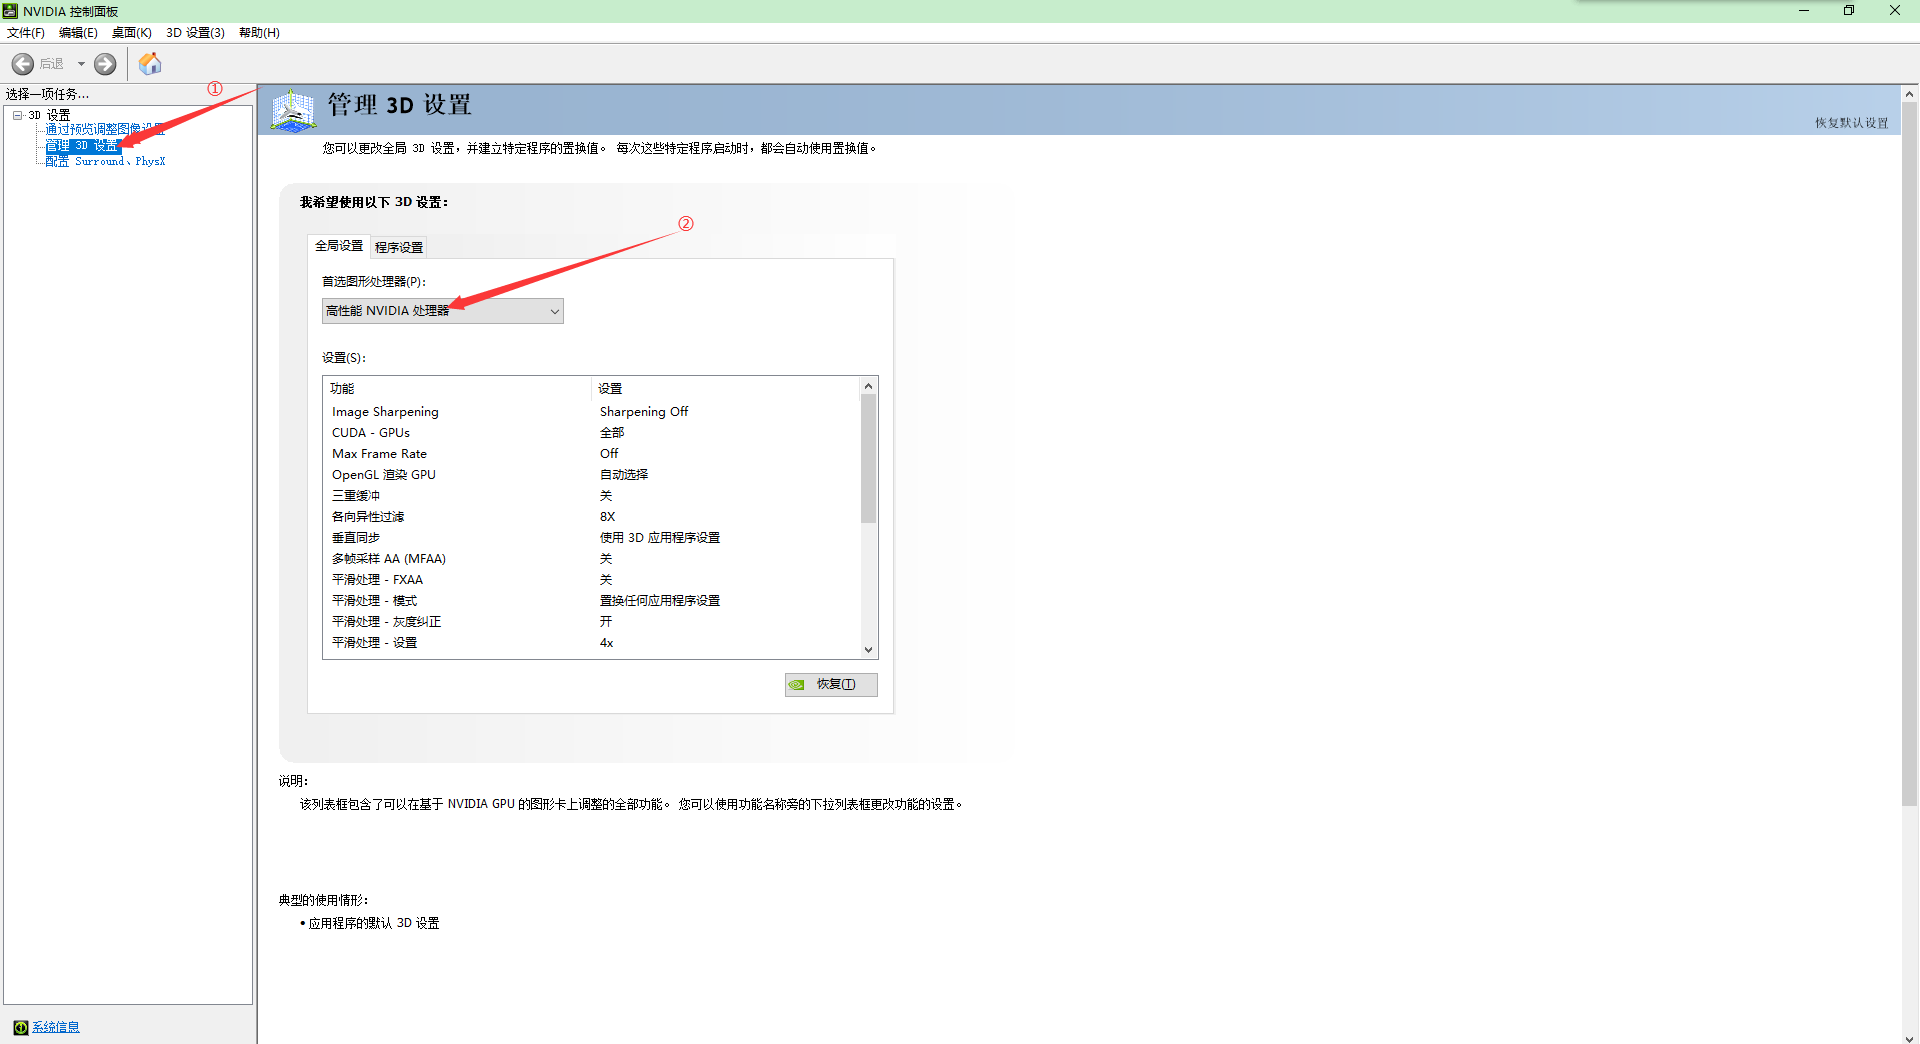 NVIDIA 控制面板
文件(F) 编辑(E) 桌面(K) 3D 设置(3) 帮助(H)
后退
选择一项任务...
①
3D 设置
通过预览调整图像设置
管理 3D 设置
配置 Surround、PhysX
系统信息
管理 3D 设置
恢复默认设置
您可以更改全局 3D 设置，并建立特定程序的置换值。 每次这些特定程序启动时，都会自动使用置换值。
我希望使用以下 3D 设置:
②
全局设置 程序设置
首选图形处理器(P):
高性能 NVIDIA 处理器
设置(S):
功能 设置
Image Sharpening Sharpening Off
CUDA - GPUs 全部
Max Frame Rate Off
OpenGL 渲染 GPU 自动选择
三重缓冲 关
各向异性过滤 8X
垂直同步 使用 3D 应用程序设置
多帧采样 AA (MFAA) 关
平滑处理 - FXAA 关
平滑处理 - 模式 置换任何应用程序设置
平滑处理 - 灰度纠正 开
平滑处理 - 设置 4x
恢复(T)
说明:
该列表框包含了可以在基于 NVIDIA GPU 的图形卡上调整的全部功能。 您可以使用功能名称旁的下拉列表框更改功能的设置。
典型的使用情形:
• 应用程序的默认 3D 设置